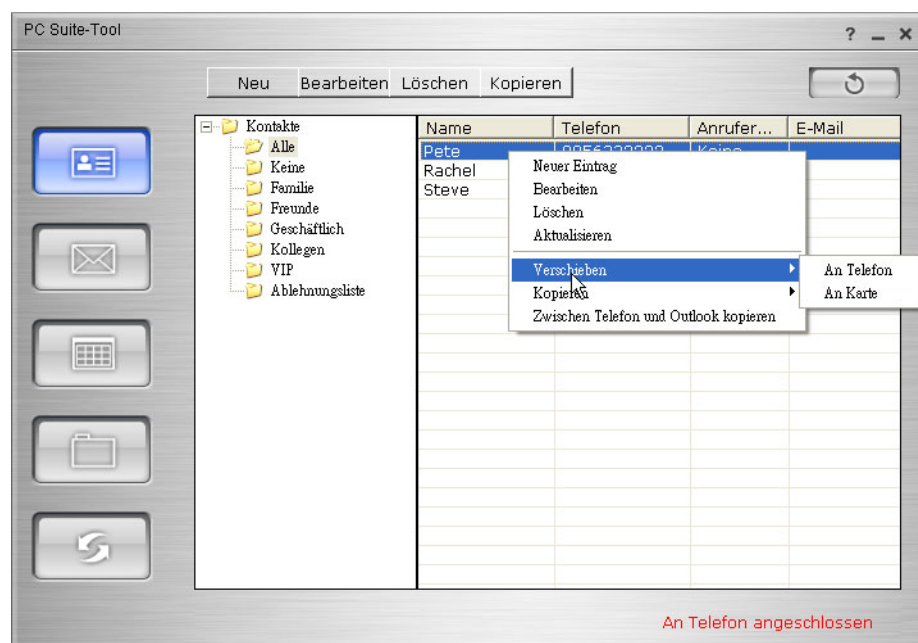 PC Suite-Tool
? _ ×
Neu Bearbeiten Löschen Kopieren
Kontakte
Alle
Keine
Familie
Freunde
Geschäftlich
Kollegen
VIP
Ablehnungsliste
Name Telefon Anrufer... E-Mail
Pete Keine
Rachel
Steve
Neuer Eintrag
Bearbeiten
Löschen
Aktualisieren
Verschieben
Kopieren
Zwischen Telefon und Outlook kopieren
An Telefon
An Karte
An Telefon angeschlossen